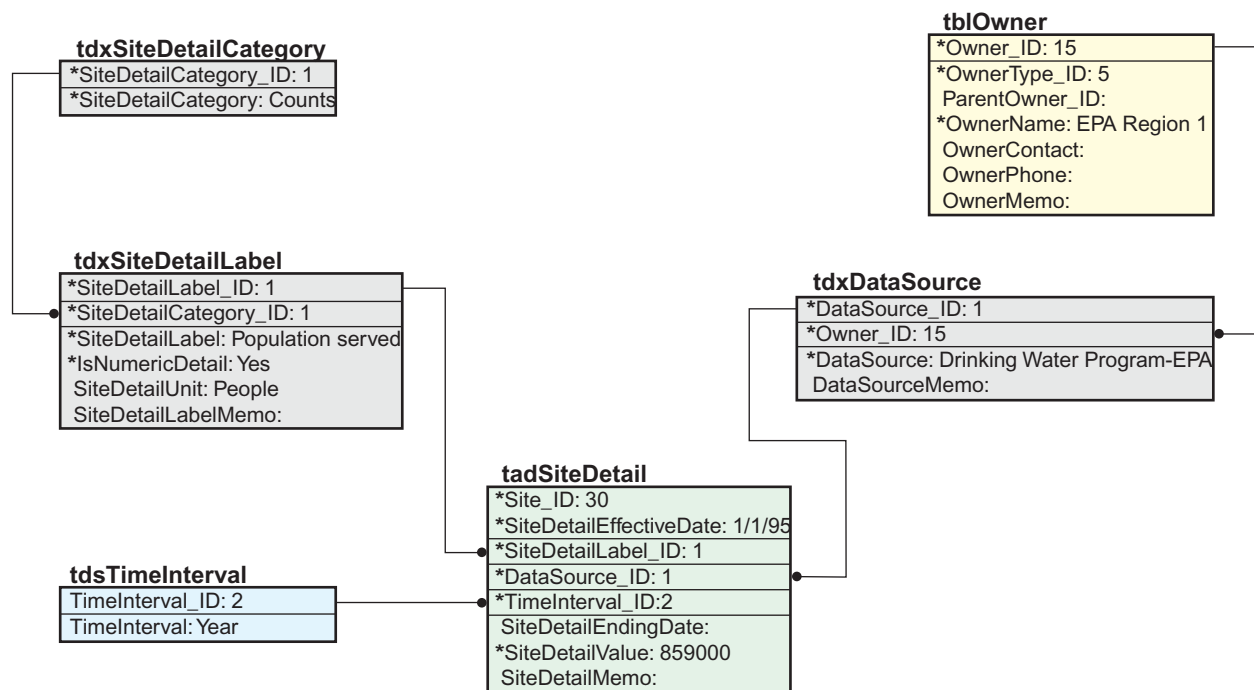 tdxSiteDetailCategory
*SiteDetailCategory_ID: 1
*SiteDetailCategory: Counts
tblOwner
*Owner_ID: 15
*OwnerType_ID: 5
ParentOwner_ID:
*OwnerName: EPA Region 1
OwnerContact:
OwnerPhone:
OwnerMemo:
tdxSiteDetailLabel
*SiteDetailLabel_ID: 1
*SiteDetailCategory_ID: 1
*SiteDetailLabel: Population served
*IsNumericDetail: Yes
SiteDetailUnit: People
SiteDetailLabelMemo:
tdxDataSource
*DataSource_ID: 1
*Owner_ID: 15
*DataSource: Drinking Water Program-EPA
DataSourceMemo:
tadSiteDetail
*Site_ID: 30
*SiteDetailEffectiveDate: 1/1/95
*SiteDetailLabel_ID: 1
*DataSource_ID: 1
*TimeInterval_ID:2
SiteDetailEndingDate:
*SiteDetailValue: 859000
SiteDetailMemo:
tdsTimeInterval
TimeInterval_ID: 2
TimeInterval: Year